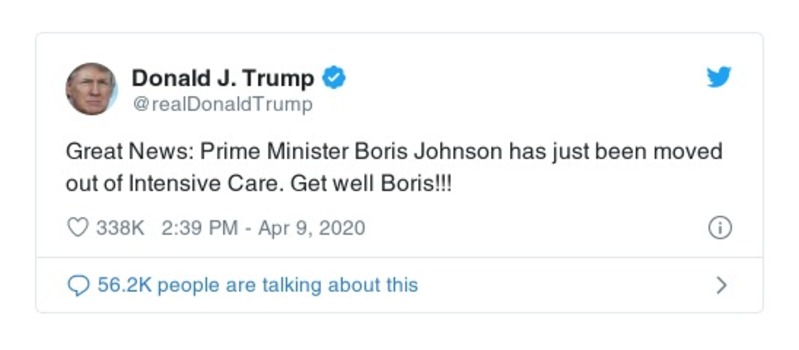 Donald J. Trump
@realDonaldTrump
Great News: Prime Minister Boris Johnson has just been moved
out of Intensive Care. Get well Boris!!!
338K 2:39 PM - Apr 9, 2020
56.2K people are talking about this